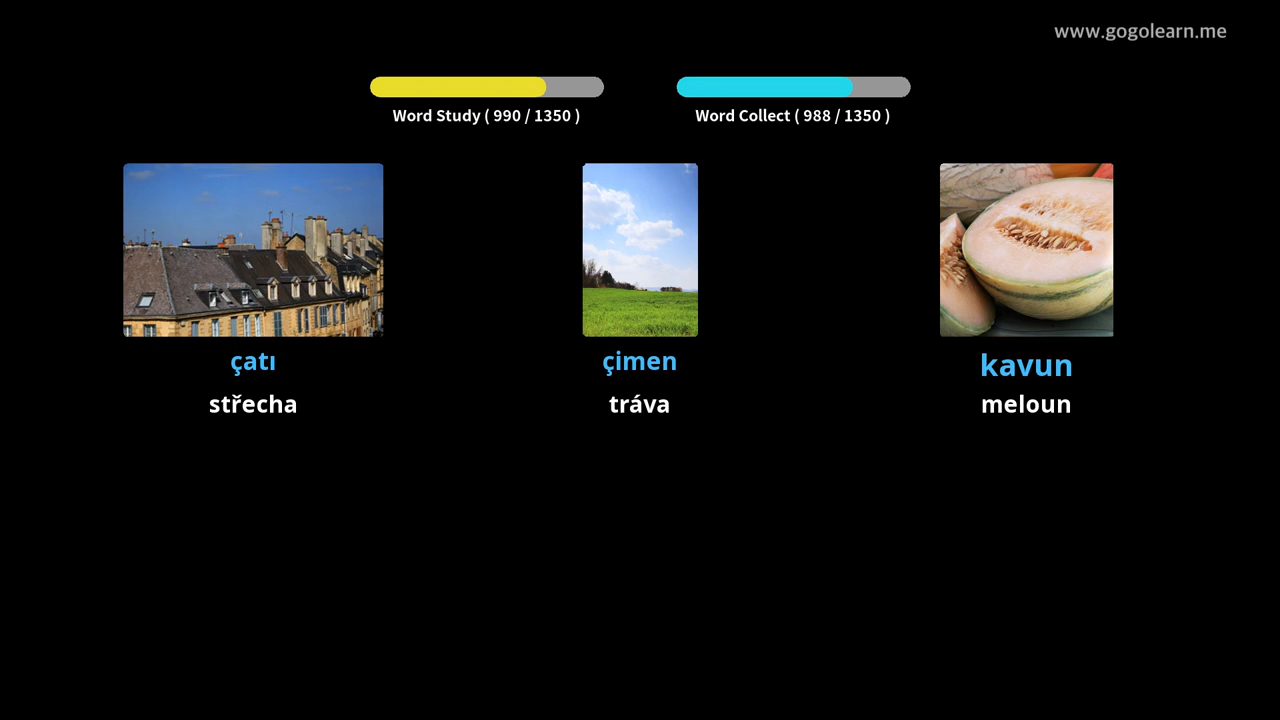 www.gogolearn.me
Word Study ( 990 / 1350 )
Word Collect ( 988 / 1350 )
çatı
çimen
kavun
střecha
tráva
meloun